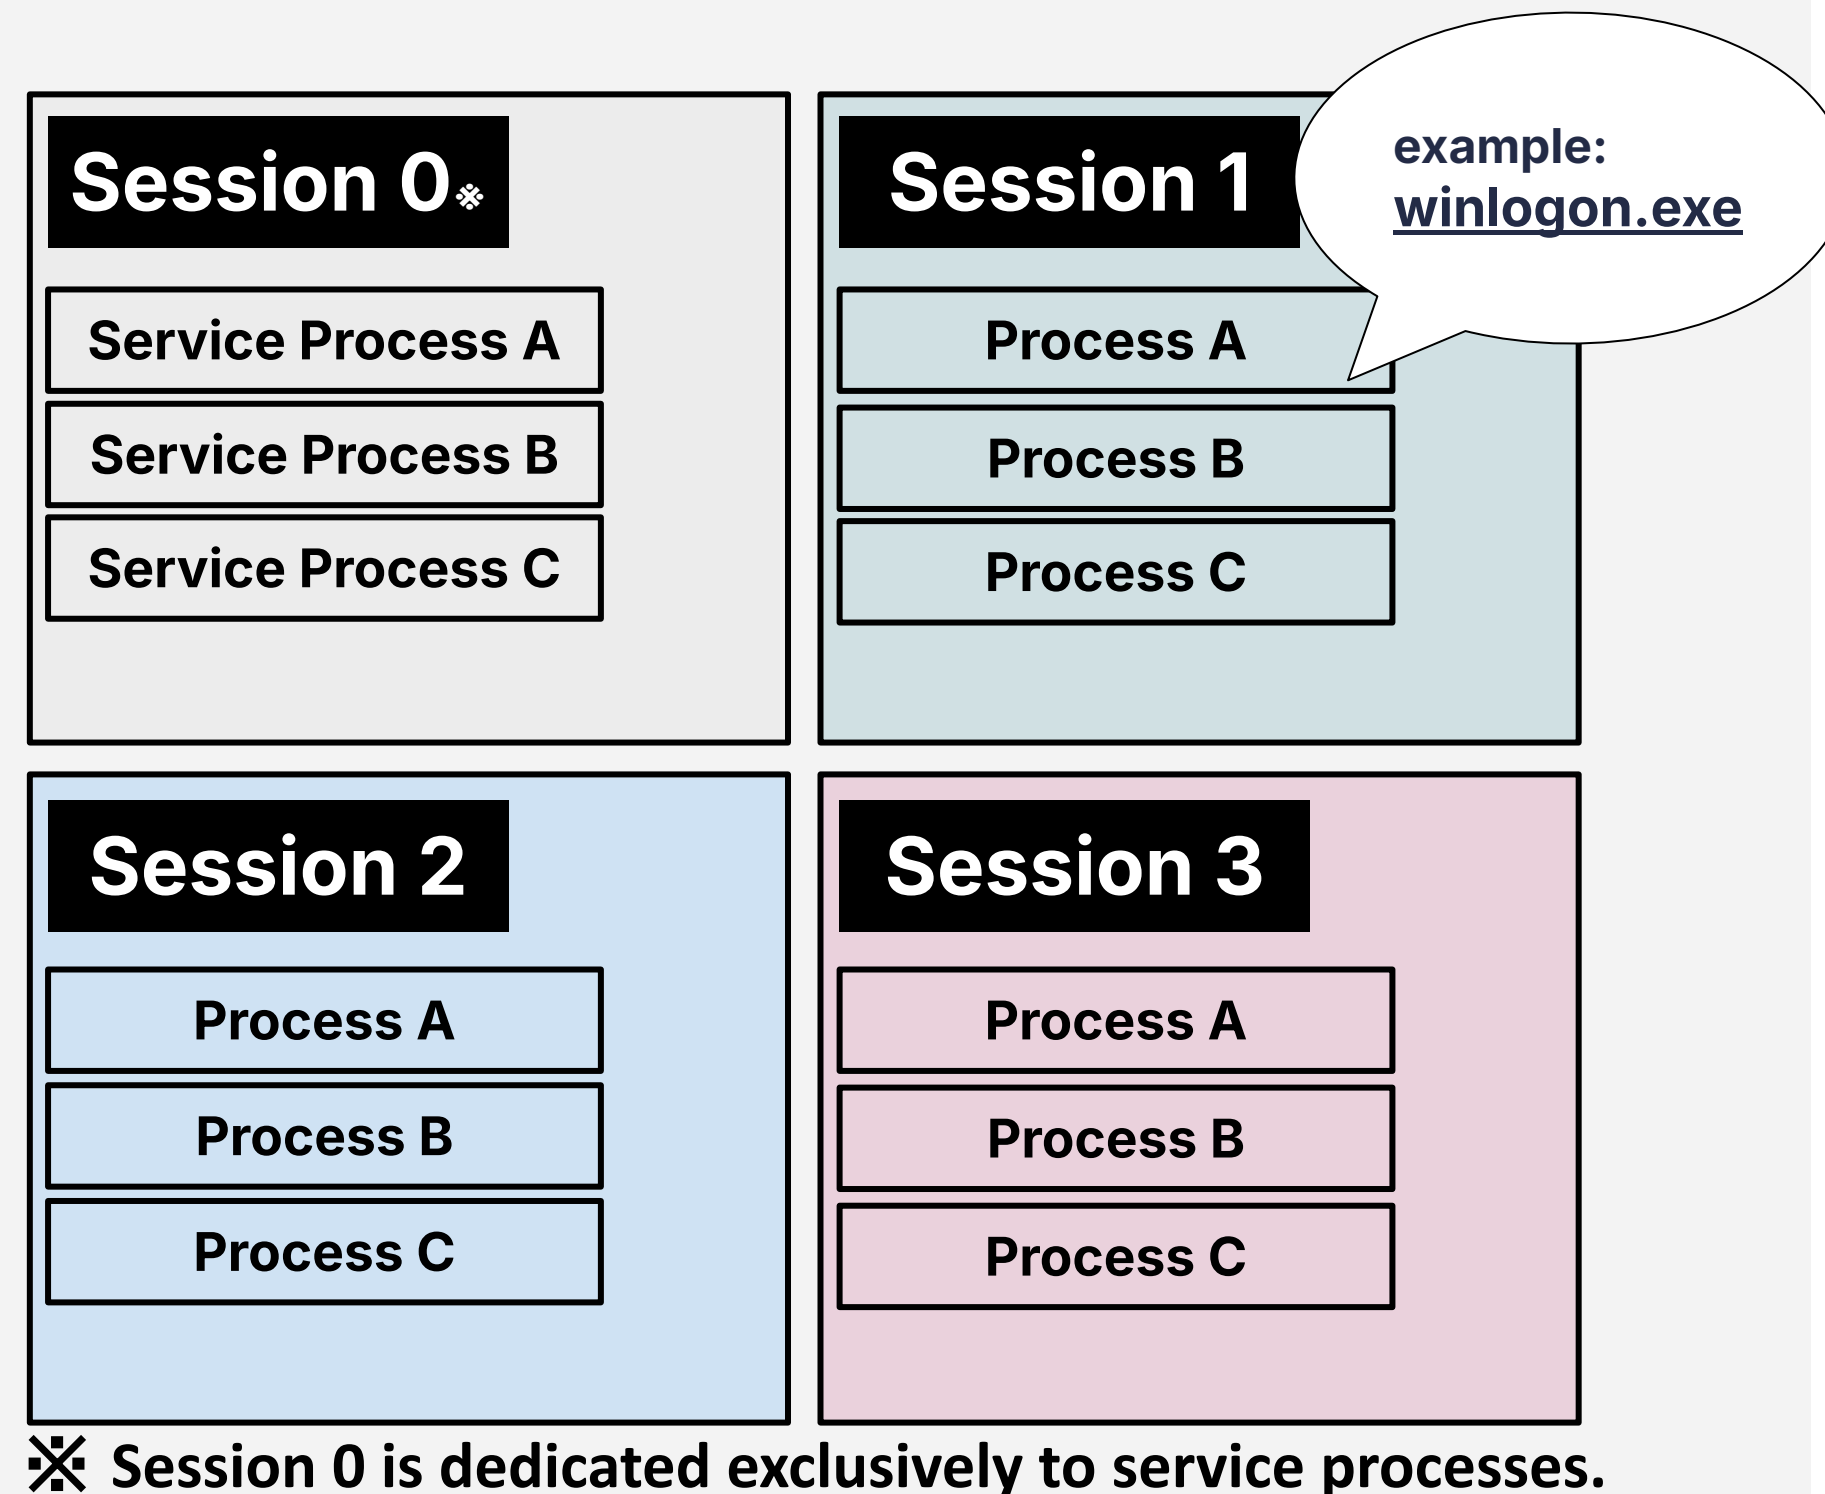 Session 0※
Service Process A
Service Process B
Service Process C
Session 1
example:
winlogon.exe
Process A
Process B
Process C
Session 2
Process A
Process B
Process C
Session 3
Process A
Process B
Process C
※ Session 0 is dedicated exclusively to service processes.